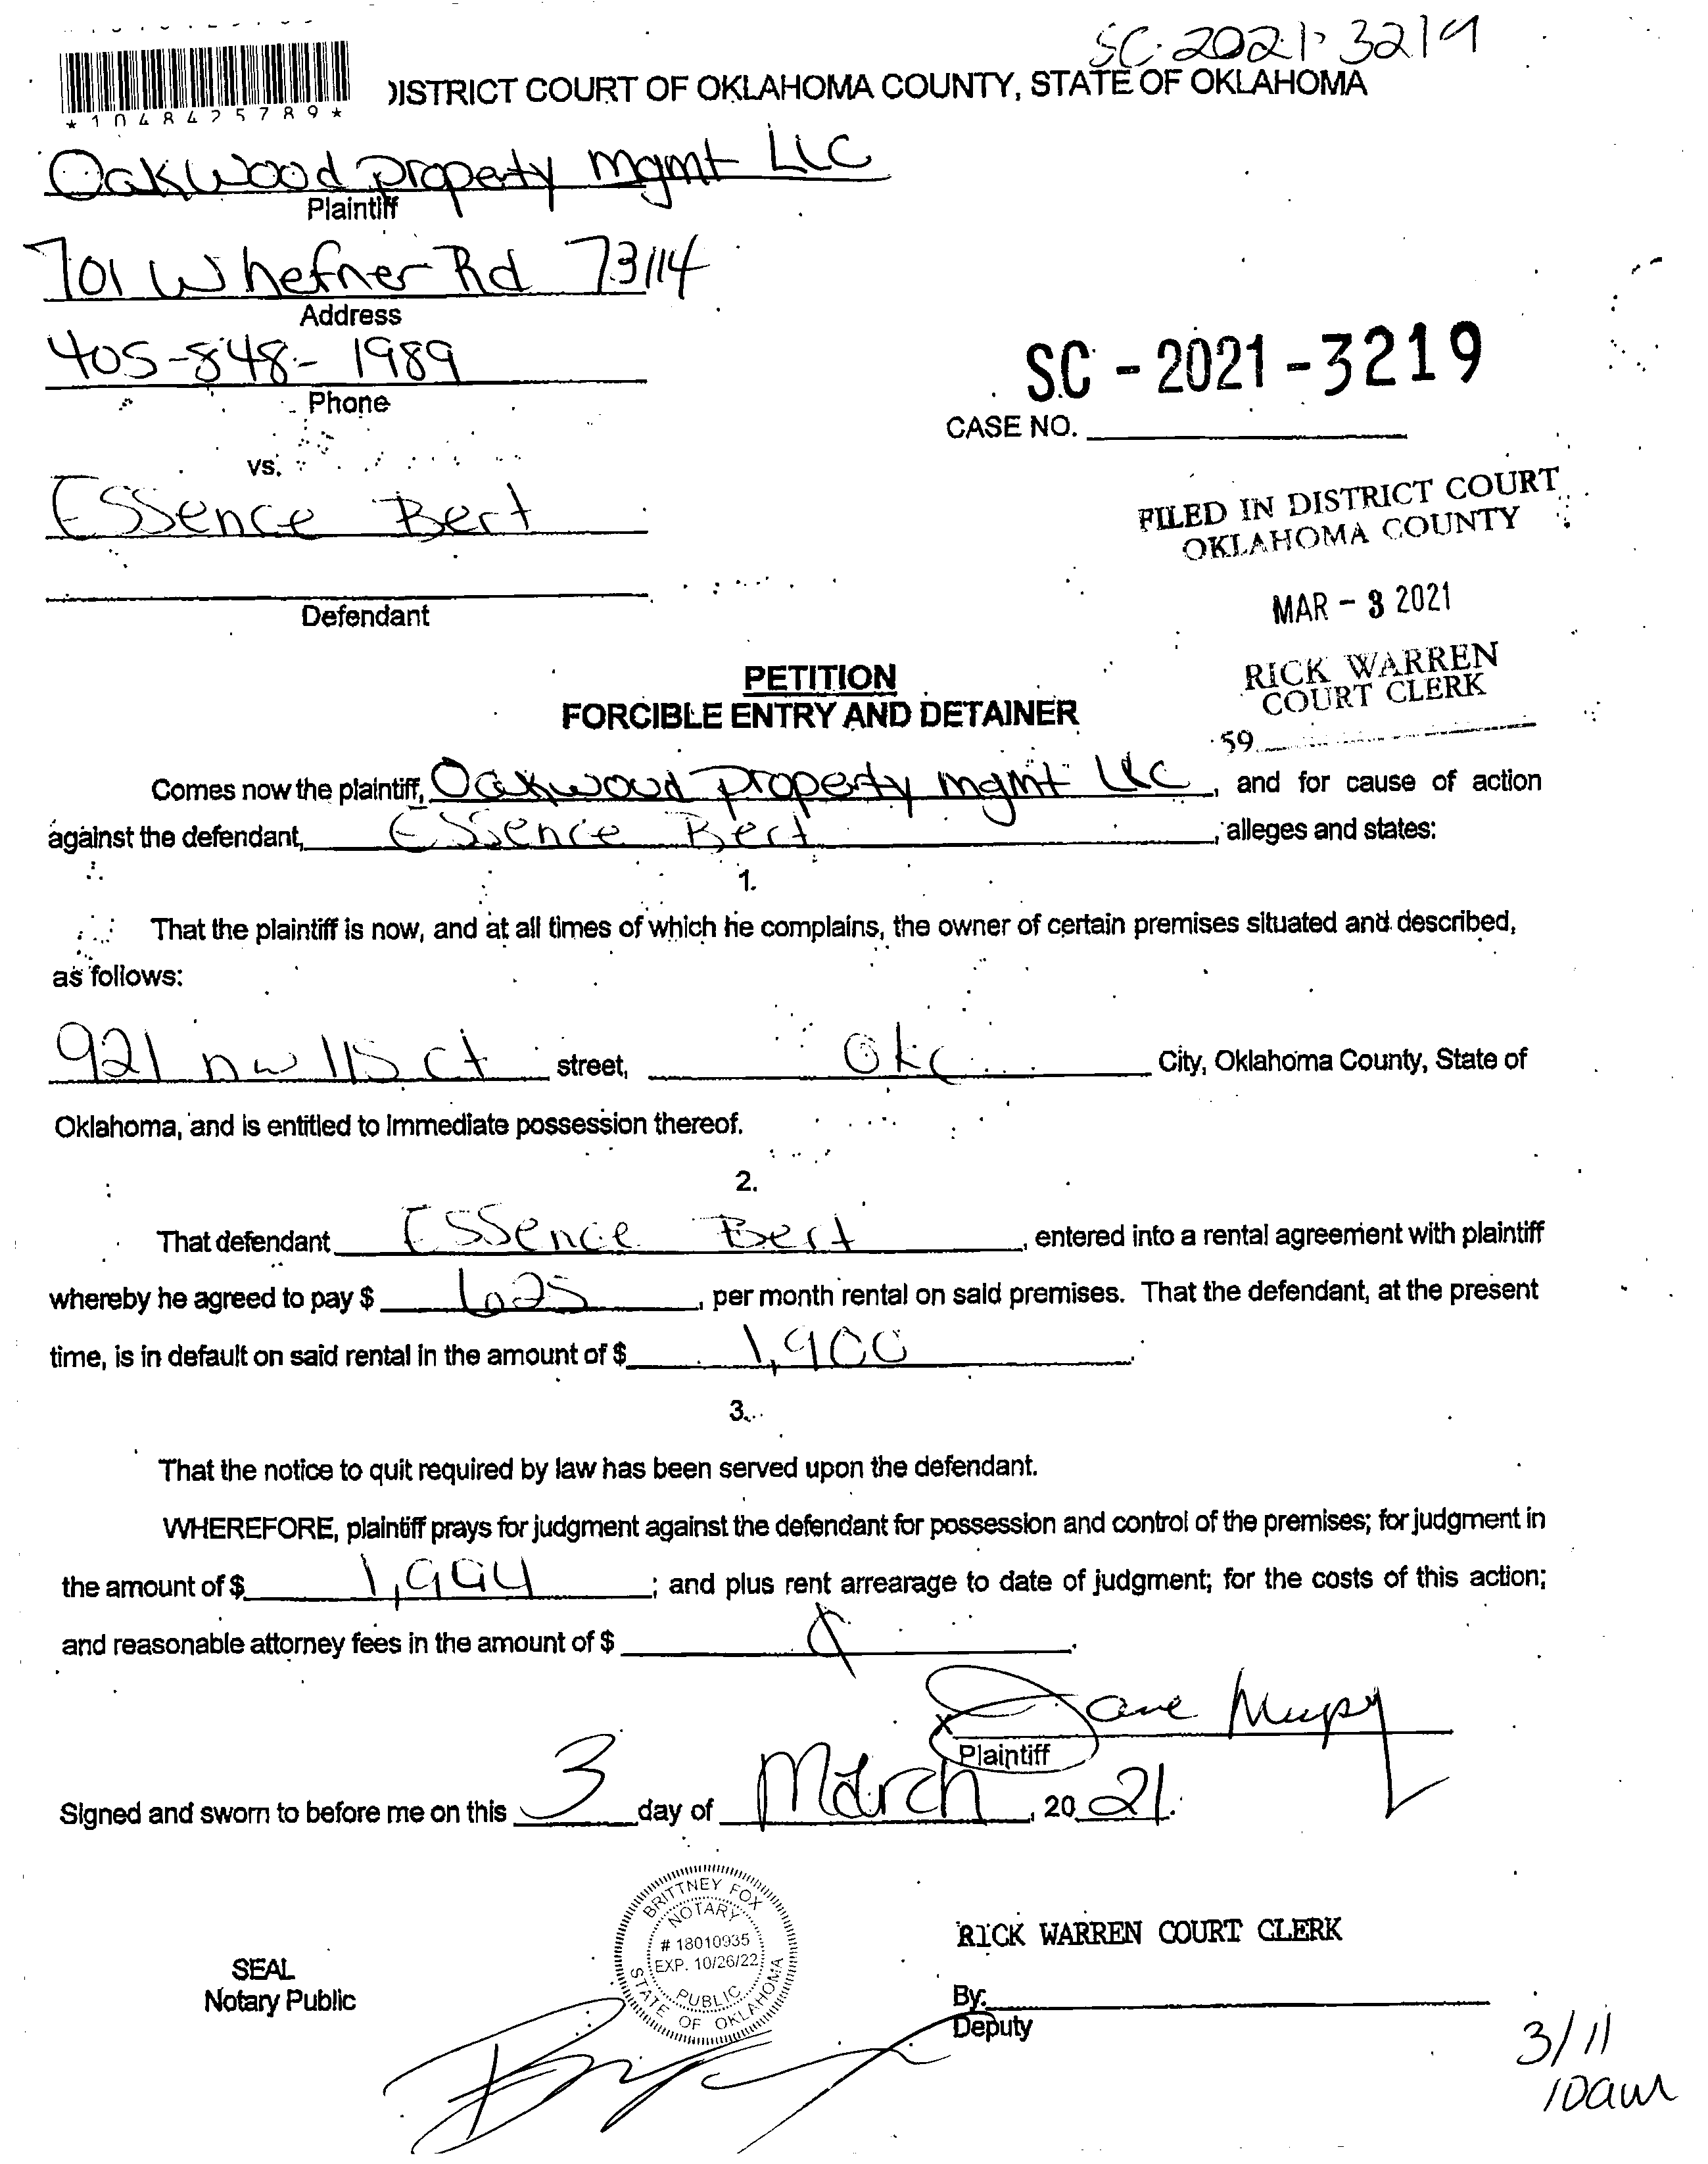 SC-2021-3219
DISTRICT COURT OF OKLAHOMA COUNTY, STATE OF OKLAHOMA
*1048425789*
Oakwood property mgmt LLC
Plaintiff
701 W hefner Rd 73114
Address
405-848-1989
Phone
SC-2021-3219
CASE NO.
vs.
Essence Bert
Defendant
FILED IN DISTRICT COURT
OKLAHOMA COUNTY
MAR - 3 2021
RICK WARREN
COURT CLERK
59
PETITION
FORCIBLE ENTRY AND DETAINER
Comes now the plaintiff, Oakwood property mgmt LLC, and for cause of action
against the defendant, Essence Bert, alleges and states:
1.
That the plaintiff is now, and at all times of which he complains, the owner of certain premises situated and described,
as follows:
921 nw 115 ct street, OKC City, Oklahoma County, State of
Oklahoma, and is entitled to immediate possession thereof.
2.
That defendant Essence Bert, entered into a rental agreement with plaintiff
whereby he agreed to pay $ 625, per month rental on said premises. That the defendant, at the present
time, is in default on said rental in the amount of $ 1,900.
3.
That the notice to quit required by law has been served upon the defendant.
WHEREFORE, plaintiff prays for judgment against the defendant for possession and control of the premises; for judgment in
the amount of $ 1,994; and plus rent arrearage to date of judgment; for the costs of this action;
and reasonable attorney fees in the amount of $
x
Plaintiff
Signed and sworn to before me on this 3 day of March, 20 21.
BRITTNEY FOX
NOTARY
# 18010935
EXP. 10/26/22
PUBLIC
STATE OF OKLAHOMA
SEAL
Notary Public
RICK WARREN COURT CLERK
By:
Deputy
3/11
10am